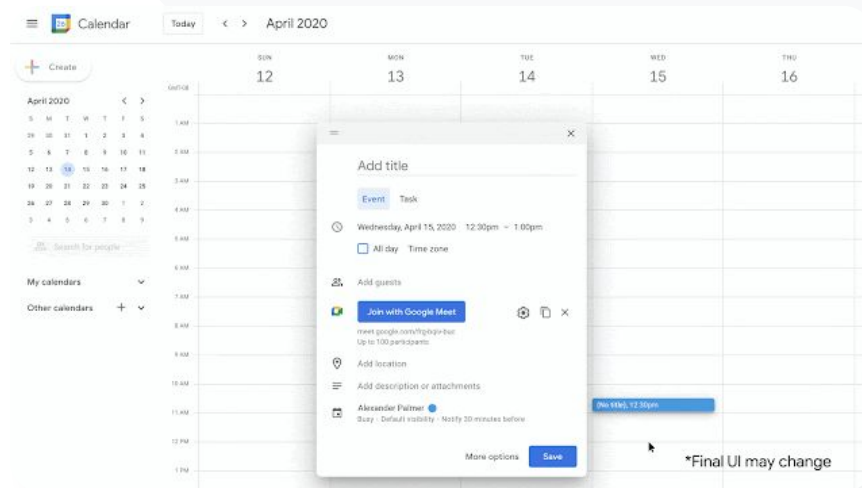 Calendar
Today
April 2020
Create
April 2020
S M T W T F S
29 30 31 1 2 3 4
5 6 7 8 9 10 11
12 13 14 15 16 17 18
19 20 21 22 23 24 25
26 27 28 29 30 1 2
3 4 5 6 7 8 9
Search for people
My calendars
Other calendars
SUN MON TUE WED THU
12 13 14 15 16
1 AM
2 AM
3 AM
4 AM
5 AM
6 AM
7 AM
8 AM
9 AM
10 AM
11 AM
12 PM
1 PM
Add title
Event Task
Wednesday, April 15, 2020 12:30pm – 1:00pm
All day Time zone
Add guests
Join with Google Meet
Up to 100 participants
Add location
Add description or attachments
Alexander Palmer
Busy · Default visibility · Notify 30 minutes before
More options Save
(No title), 12:30pm
*Final UI may change